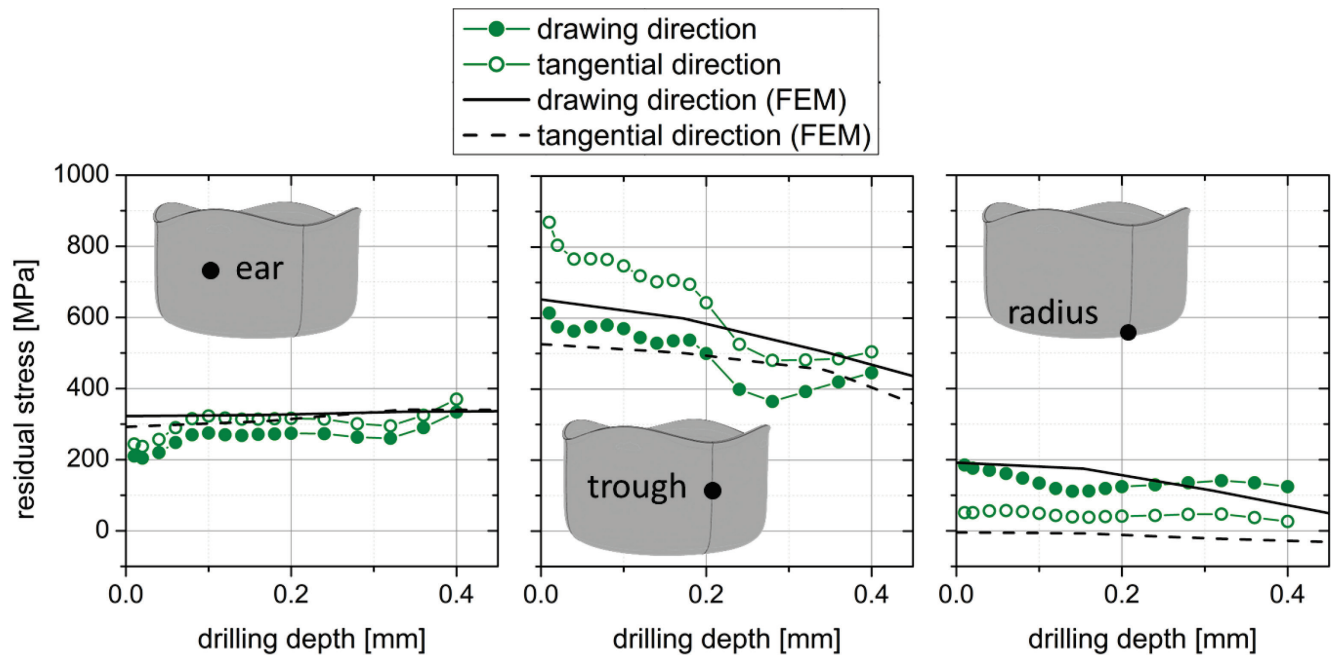 drawing direction
tangential direction
drawing direction (FEM)
tangential direction (FEM)
residual stress [MPa]
1000
800
600
400
200
0
ear
trough
radius
0.0 0.2 0.4
0.0 0.2 0.4
0.0 0.2 0.4
drilling depth [mm]
drilling depth [mm]
drilling depth [mm]